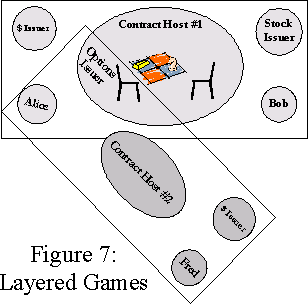 $ Issuer
Contract Host #1
Stock
Issuer
Options
Issuer
Alice
Bob
Contract Host #2
$ Issuer
Fred
Figure 7:
Layered Games